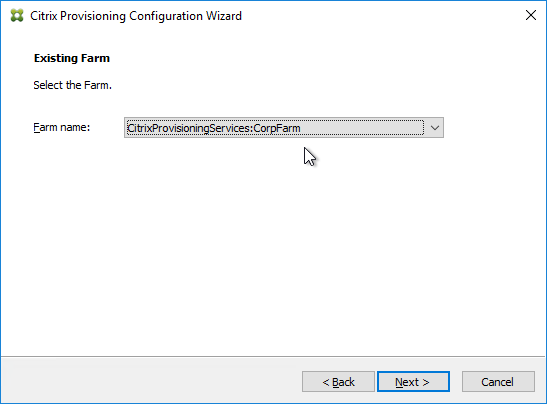 Citrix Provisioning Configuration Wizard
Existing Farm
Select the Farm.
Farm name: CitrixProvisioningServices:CorpFarm
< Back Next > Cancel